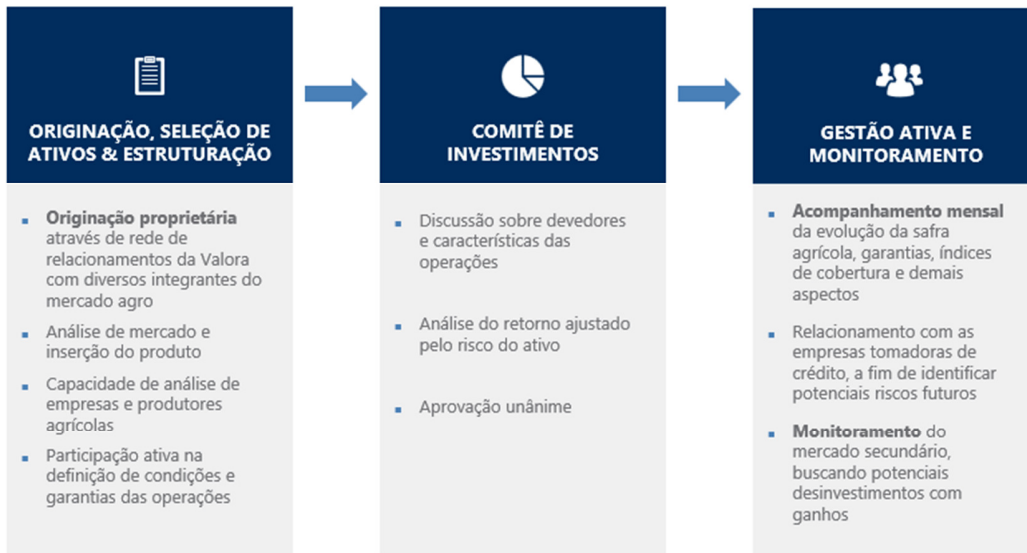 ORIGINAÇÃO, SELEÇÃO DE
ATIVOS & ESTRUTURAÇÃO
▪ Originação proprietária
através de rede de
relacionamentos da Valora
com diversos integrantes do
mercado agro
▪ Análise de mercado e
inserção do produto
▪ Capacidade de análise de
empresas e produtores
agrícolas
▪ Participação ativa na
definição de condições e
garantias das operações
COMITÊ DE
INVESTIMENTOS
▪ Discussão sobre devedores
e características das
operações
▪ Análise do retorno ajustado
pelo risco do ativo
▪ Aprovação unânime
GESTÃO ATIVA E
MONITORAMENTO
▪ Acompanhamento mensal
da evolução da safra
agrícola, garantias, índices
de cobertura e demais
aspectos
▪ Relacionamento com as
empresas tomadoras de
crédito, a fim de identificar
potenciais riscos futuros
▪ Monitoramento do
mercado secundário,
buscando potenciais
desinvestimentos com
ganhos